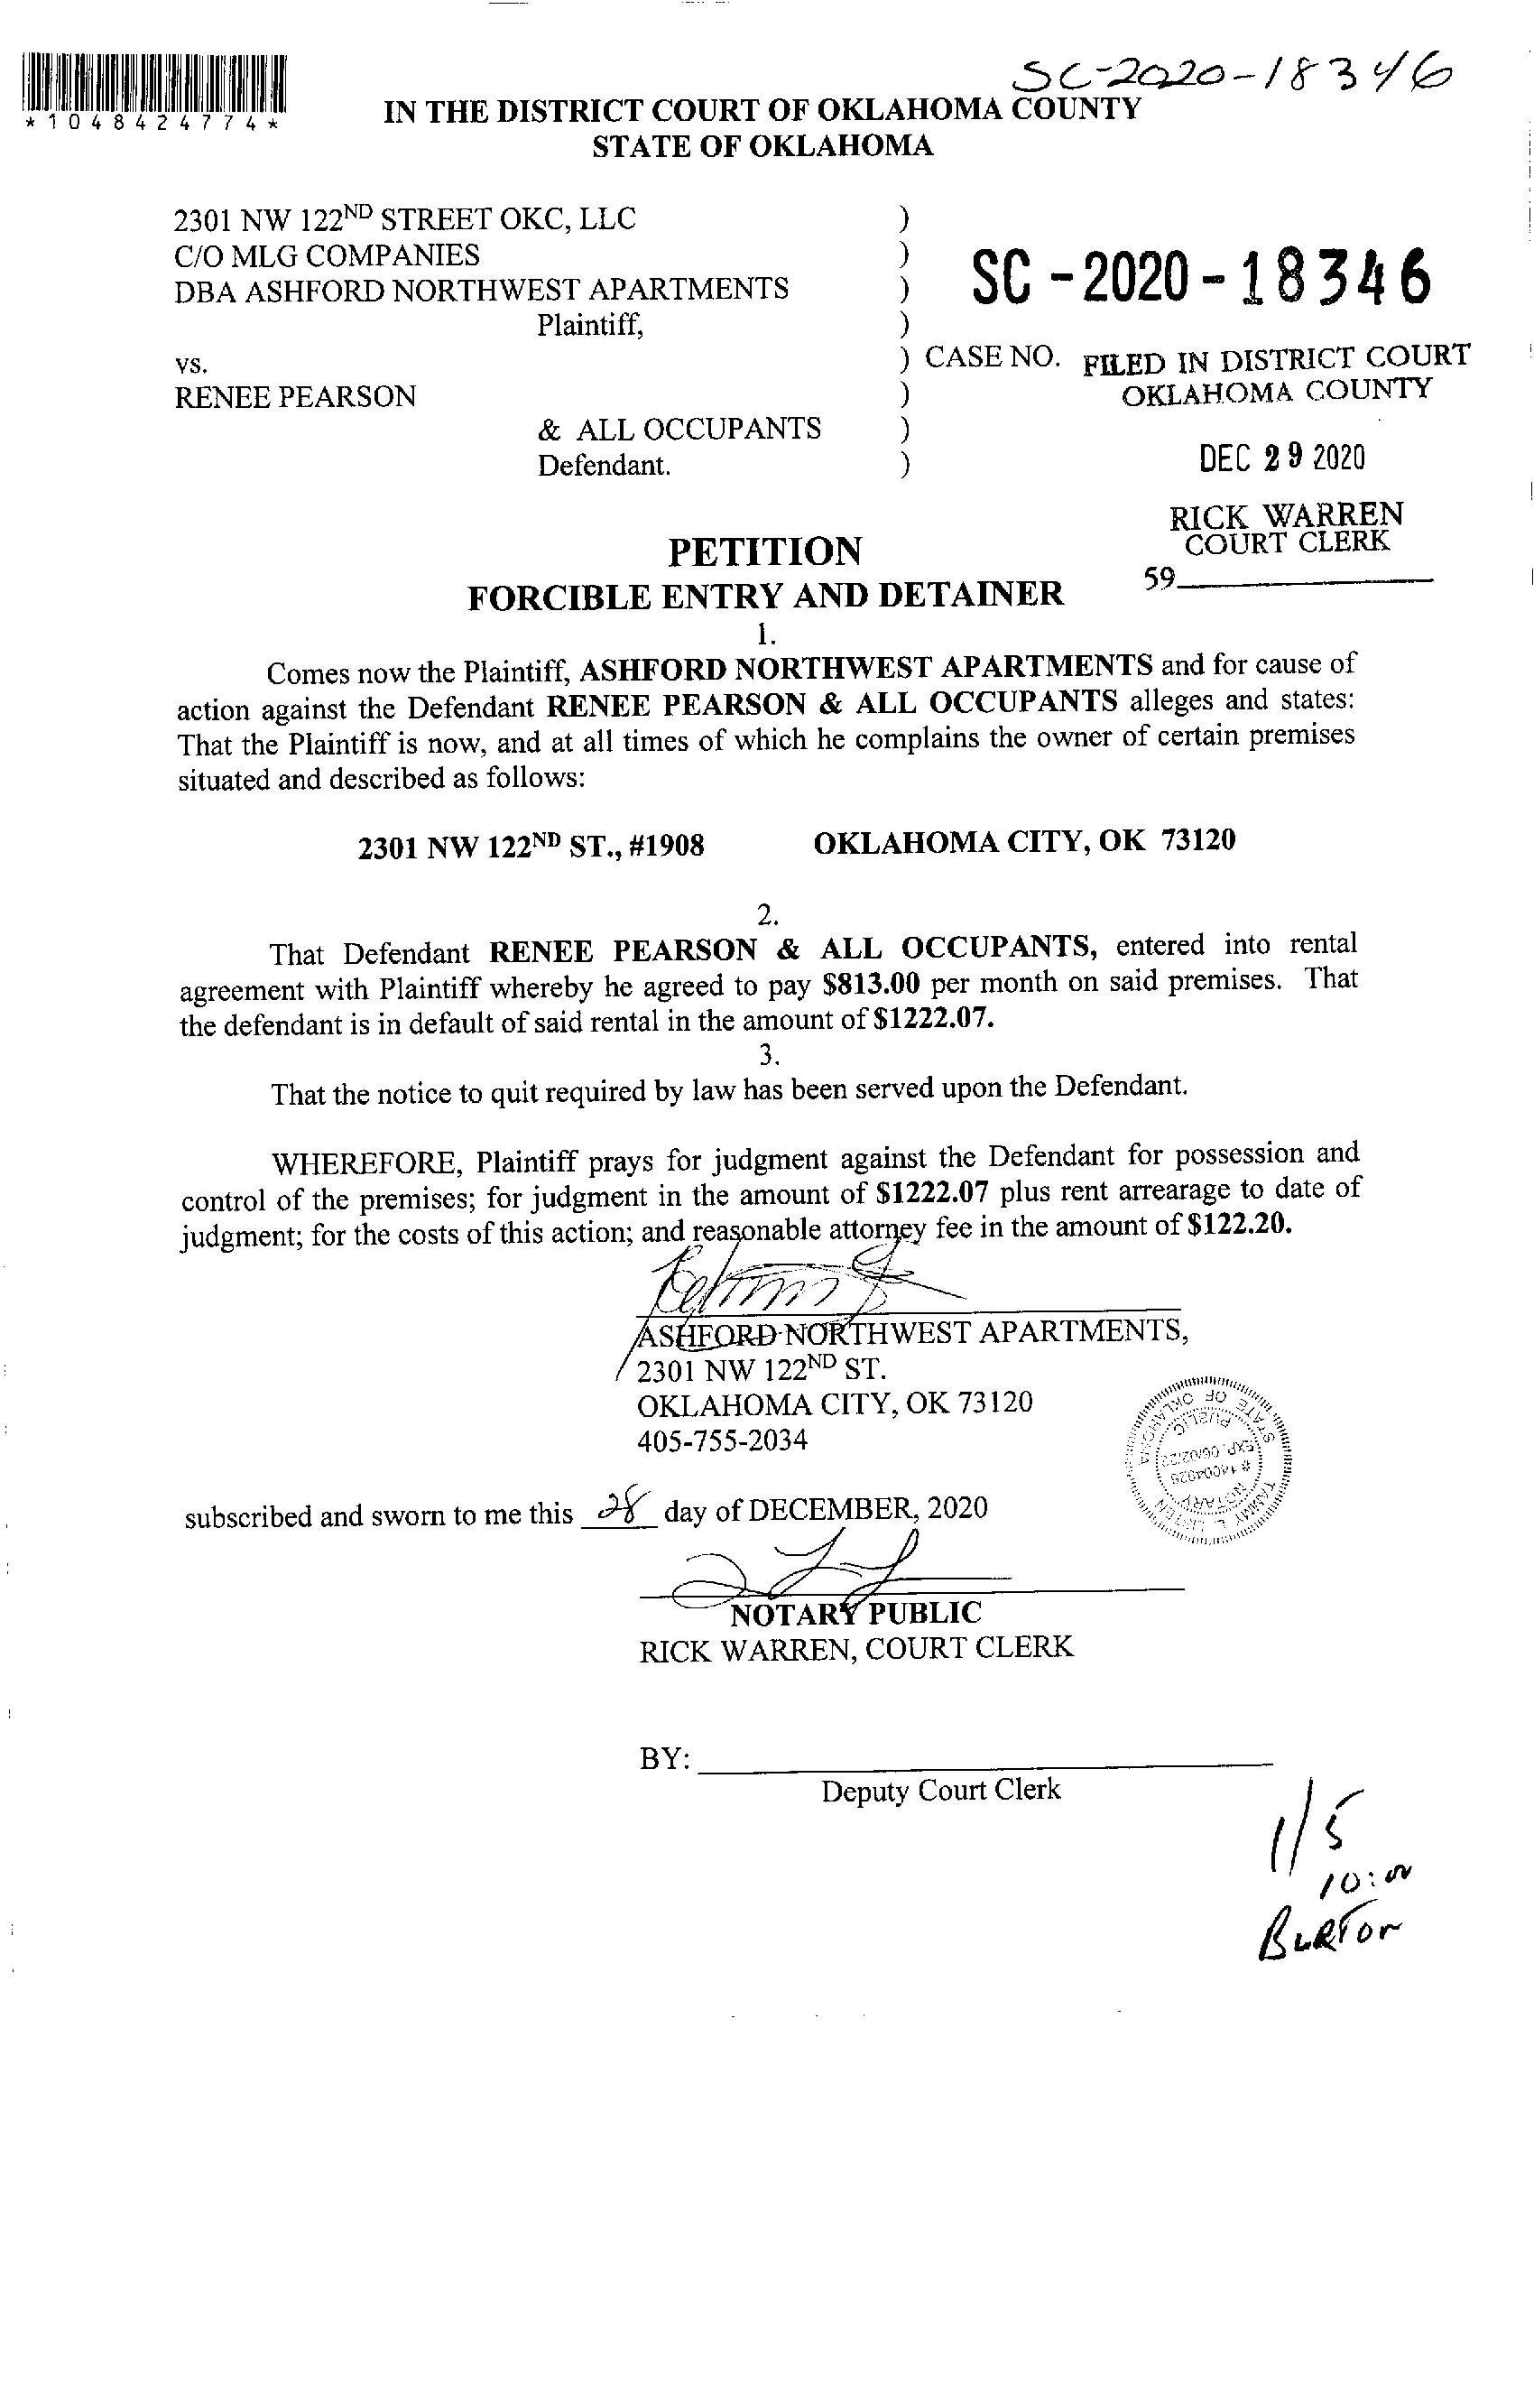 SC-2020-18346
*1048424774*
IN THE DISTRICT COURT OF OKLAHOMA COUNTY
STATE OF OKLAHOMA
2301 NW 122ND STREET OKC, LLC )
C/O MLG COMPANIES )
DBA ASHFORD NORTHWEST APARTMENTS ) SC-2020-18346
Plaintiff, )
vs. ) CASE NO. FILED IN DISTRICT COURT
RENEE PEARSON ) OKLAHOMA COUNTY
& ALL OCCUPANTS )
Defendant. ) DEC 29 2020
RICK WARREN
COURT CLERK
59
PETITION
FORCIBLE ENTRY AND DETAINER
1.
Comes now the Plaintiff, ASHFORD NORTHWEST APARTMENTS and for cause of
action against the Defendant RENEE PEARSON & ALL OCCUPANTS alleges and states:
That the Plaintiff is now, and at all times of which he complains the owner of certain premises
situated and described as follows:
2301 NW 122ND ST., #1908 OKLAHOMA CITY, OK 73120
2.
That Defendant RENEE PEARSON & ALL OCCUPANTS, entered into rental
agreement with Plaintiff whereby he agreed to pay $813.00 per month on said premises. That
the defendant is in default of said rental in the amount of $1222.07.
3.
That the notice to quit required by law has been served upon the Defendant.
WHEREFORE, Plaintiff prays for judgment against the Defendant for possession and
control of the premises; for judgment in the amount of $1222.07 plus rent arrearage to date of
judgment; for the costs of this action; and reasonable attorney fee in the amount of $122.20.
ASHFORD NORTHWEST APARTMENTS,
2301 NW 122ND ST.
OKLAHOMA CITY, OK 73120
405-755-2034
STATE OF OKLAHOMA
PUBLIC
NOTARY
# 14004928
EXP. 06/02/22
subscribed and sworn to me this 28 day of DECEMBER, 2020
NOTARY PUBLIC
RICK WARREN, COURT CLERK
BY:
Deputy Court Clerk
1/5
10:00
BURTON